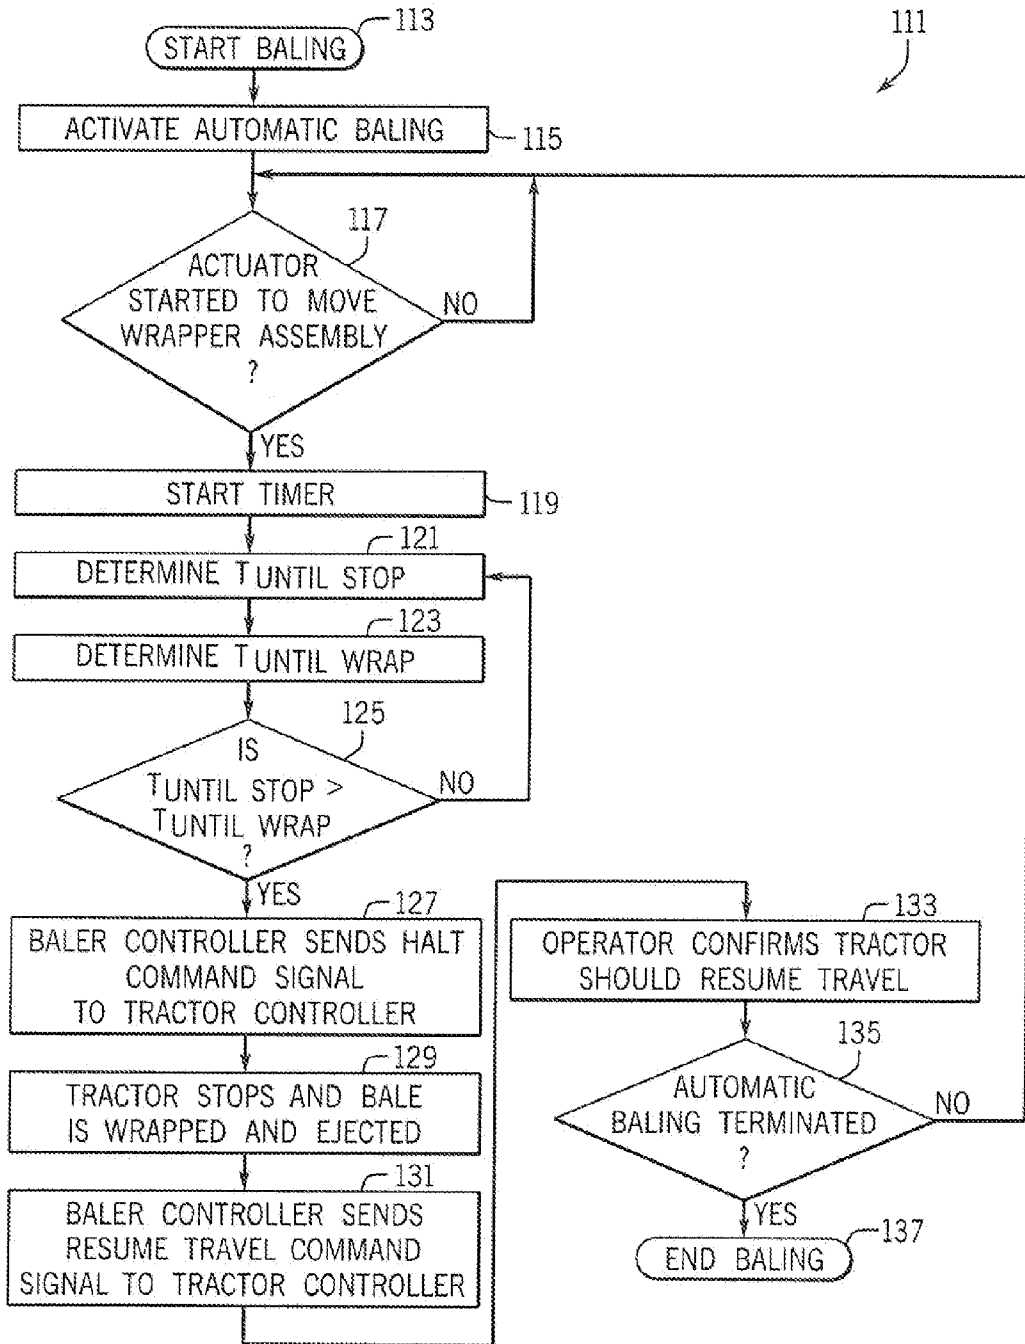 113
START BALING
111
ACTIVATE AUTOMATIC BALING
115
117
ACTUATOR
STARTED TO MOVE
WRAPPER ASSEMBLY
?
NO
YES
START TIMER
119
121
DETERMINE T UNTIL STOP
123
DETERMINE T UNTIL WRAP
125
IS
T UNTIL STOP >
T UNTIL WRAP
?
NO
YES
127
BALER CONTROLLER SENDS HALT
COMMAND SIGNAL
TO TRACTOR CONTROLLER
129
TRACTOR STOPS AND BALE
IS WRAPPED AND EJECTED
131
BALER CONTROLLER SENDS
RESUME TRAVEL COMMAND
SIGNAL TO TRACTOR CONTROLLER
133
OPERATOR CONFIRMS TRACTOR
SHOULD RESUME TRAVEL
135
AUTOMATIC
BALING TERMINATED
?
NO
YES
END BALING
137